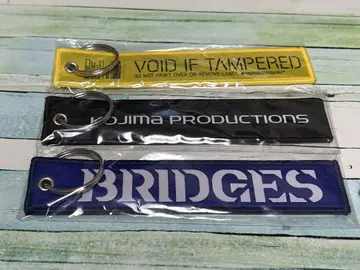 VOID IF TAMPERED
DO NOT PAINT OVER OR REMOVE LABEL
KOJIMA PRODUCTIONS
BRIDGES